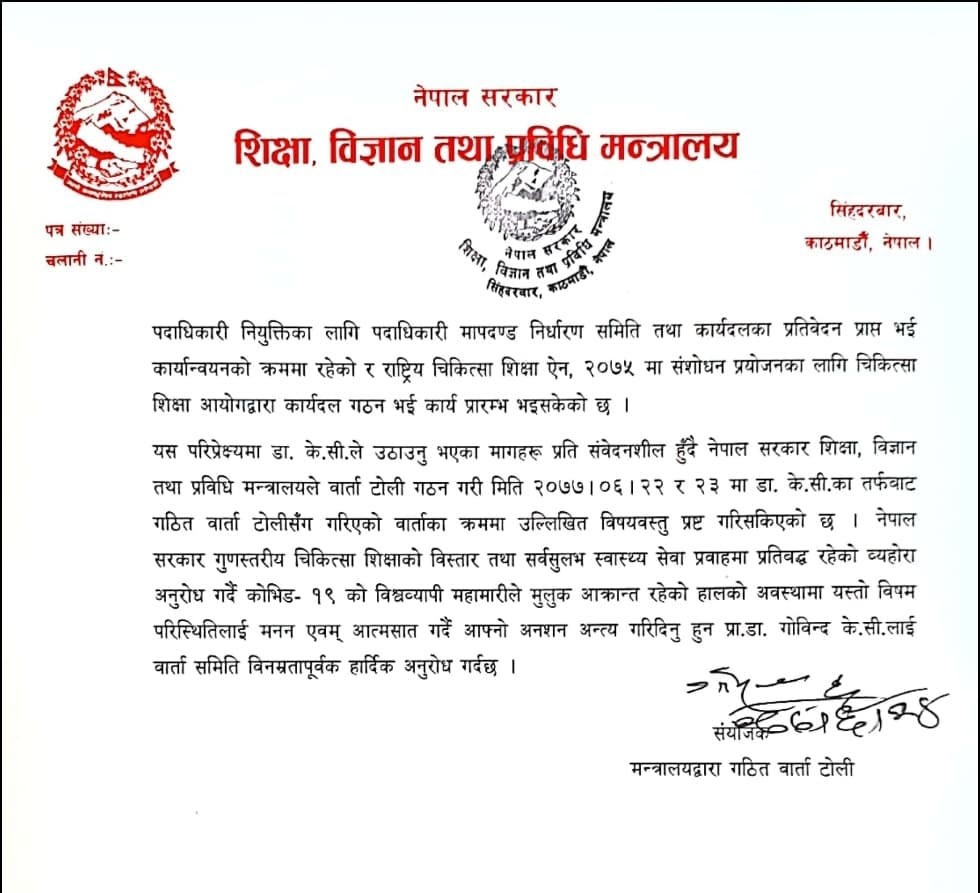 नेपाल सरकार
शिक्षा, विज्ञान तथा प्रविधि मन्त्रालय
सिंहदरबार,
काठमाडौं, नेपाल ।
पत्र संख्याः-
चलानी नं.:-
नेपाल सरकार
शिक्षा, विज्ञान तथा प्रविधि मन्त्रालय
सिंहदरबार, काठमाडौं, नेपाल
पदाधिकारी नियुक्तिका लागि पदाधिकारी मापदण्ड निर्धारण समिति तथा कार्यदलका प्रतिवेदन प्राप्त भई
कार्यान्वयनको क्रममा रहेको र राष्ट्रिय चिकित्सा शिक्षा ऐन, २०७५ मा संशोधन प्रयोजनका लागि चिकित्सा
शिक्षा आयोगद्वारा कार्यदल गठन भई कार्य प्रारम्भ भइसकेको छ ।
यस परिप्रेक्ष्यमा डा. के.सी.ले उठाउनु भएका मागहरू प्रति संवेदनशील हुँदै नेपाल सरकार शिक्षा, विज्ञान
तथा प्रविधि मन्त्रालयले वार्ता टोली गठन गरी मिति २०७७।०६।२२ र २३ मा डा. के.सी.का तर्फबाट
गठित वार्ता टोलीसँग गरिएको वार्ताका क्रममा उल्लिखित विषयवस्तु प्रष्ट गरिसकिएको छ । नेपाल
सरकार गुणस्तरीय चिकित्सा शिक्षाको विस्तार तथा सर्वसुलभ स्वास्थ्य सेवा प्रवाहमा प्रतिवद्ध रहेको व्यहोरा
अनुरोध गर्दै कोभिड- १९ को विश्वव्यापी महामारीले मुलुक आक्रान्त रहेको हालको अवस्थामा यस्तो विषम
परिस्थितिलाई मनन एवम् आत्मसात गर्दै आफ्नो अनशन अन्त्य गरिदिनु हुन प्रा.डा. गोविन्द के.सी.लाई
वार्ता समिति विनम्रतापूर्वक हार्दिक अनुरोध गर्दछ ।
संयोजक
मन्त्रालयद्वारा गठित वार्ता टोली